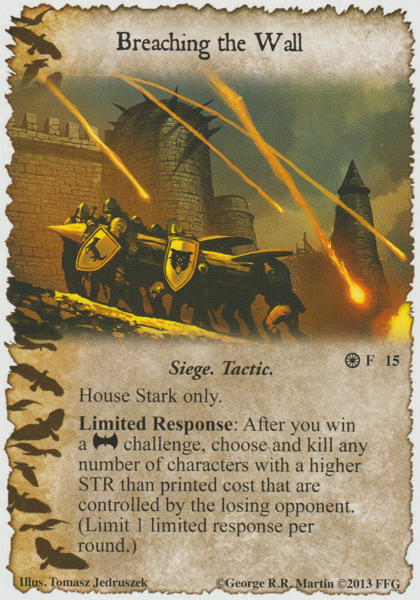 Breaching the Wall
Siege. Tactic.
F 15
House Stark only.
Limited Response: After you win
a challenge, choose and kill any
number of characters with a higher
STR than printed cost that are
controlled by the losing opponent.
(Limit 1 limited response per
round.)
Illus. Tomasz Jedruszek ©George R.R. Martin ©2013 FFG